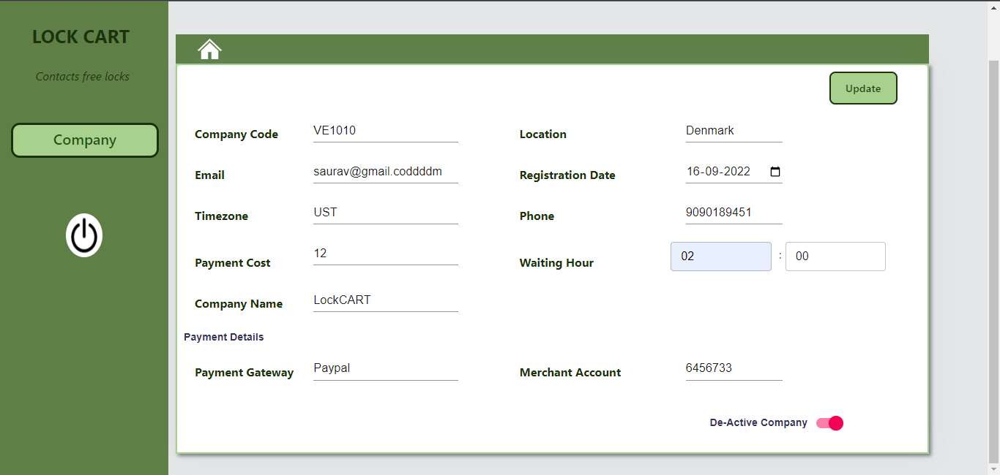 LOCK CART
Contacts free locks
Company
Update
Company Code VE1010 Location Denmark
Email saurav@gmail.coddddm Registration Date 16-09-2022
Timezone UST Phone 9090189451
Payment Cost 12 Waiting Hour 02 : 00
Company Name LockCART
Payment Details
Payment Gateway Paypal Merchant Account 6456733
De-Active Company